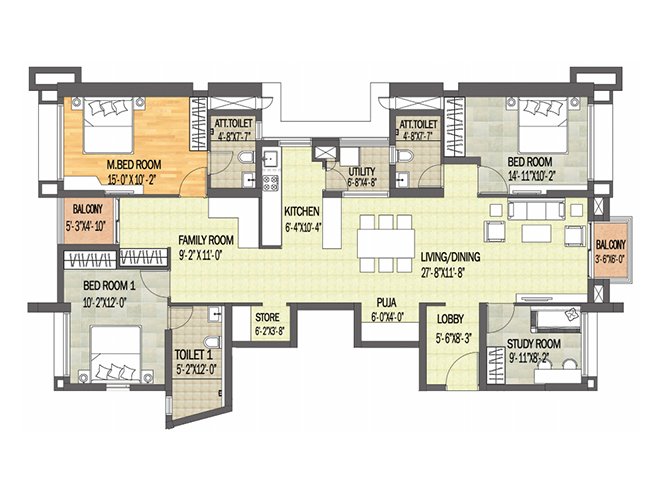 ATT.TOILET
4'-8"X7'-7"
ATT.TOILET
4'-8"X7'-7"
M.BED ROOM
15'-0" X 10'-2"
UTILITY
6'-8"X4'-8"
BED ROOM
14'-11"X10'-2"
BALCONY
5'-3"X4'-10"
KITCHEN
6'-4"X10'-4"
FAMILY ROOM
9'-2" X 11'-0"
BALCONY
3'-6"X6'-0"
LIVING/DINING
27'-8"X11'-8"
BED ROOM 1
10'-2"X12'-0"
STORE
6'-2"X3'-8"
PUJA
6'-0"X4'-0"
LOBBY
5'-6"X8'-3"
STUDY ROOM
9'-11"X8'-2"
TOILET 1
5'-2"X12'-0"